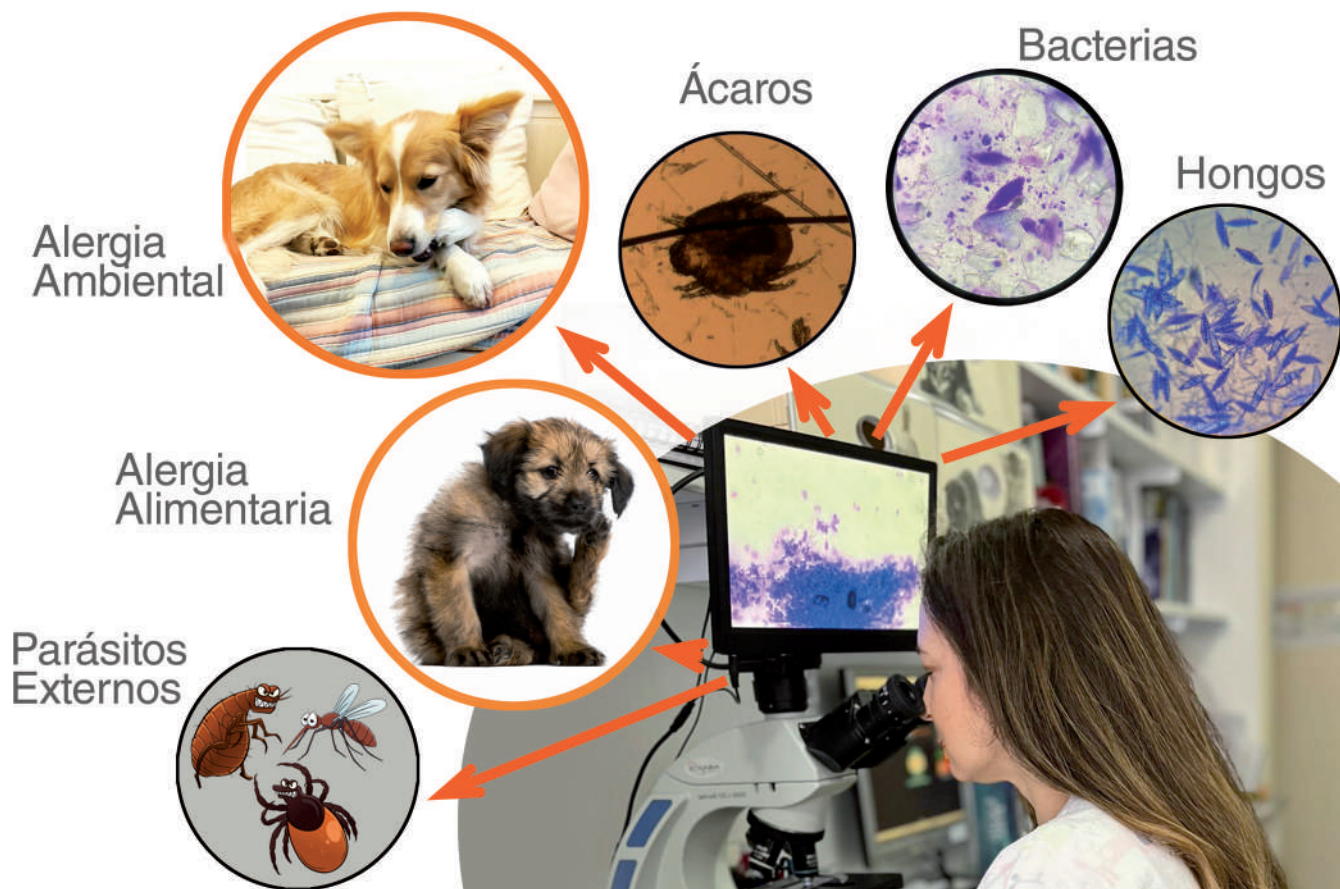 Bacterias
Ácaros
Hongos
Alergia
Ambiental
Alergia
Alimentaria
Parásitos
Externos